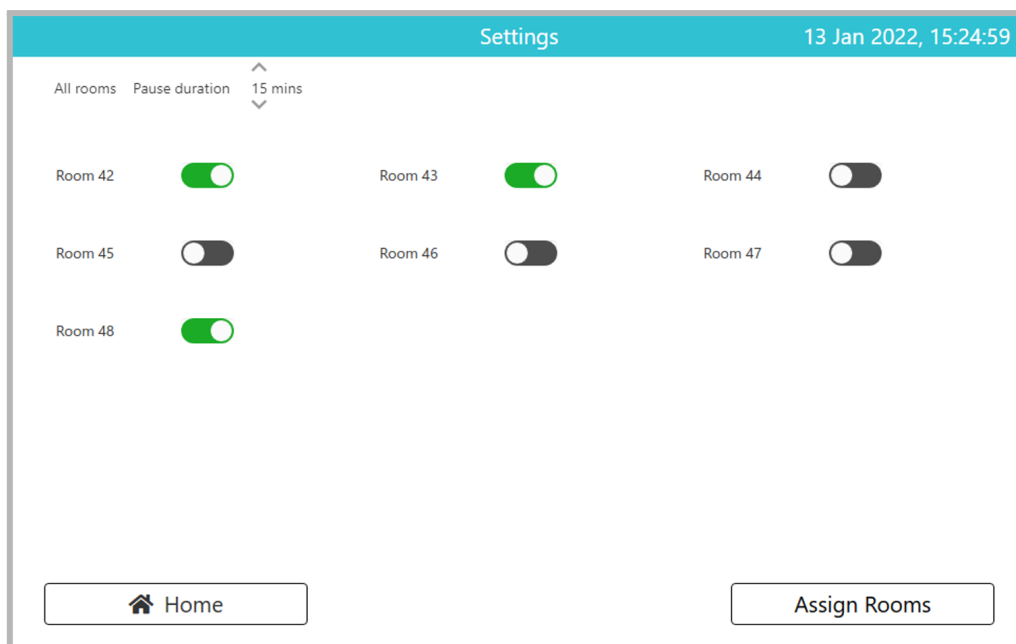 Settings 13 Jan 2022, 15:24:59
All rooms Pause duration 15 mins
Room 42 Room 43 Room 44
Room 45 Room 46 Room 47
Room 48
Home Assign Rooms